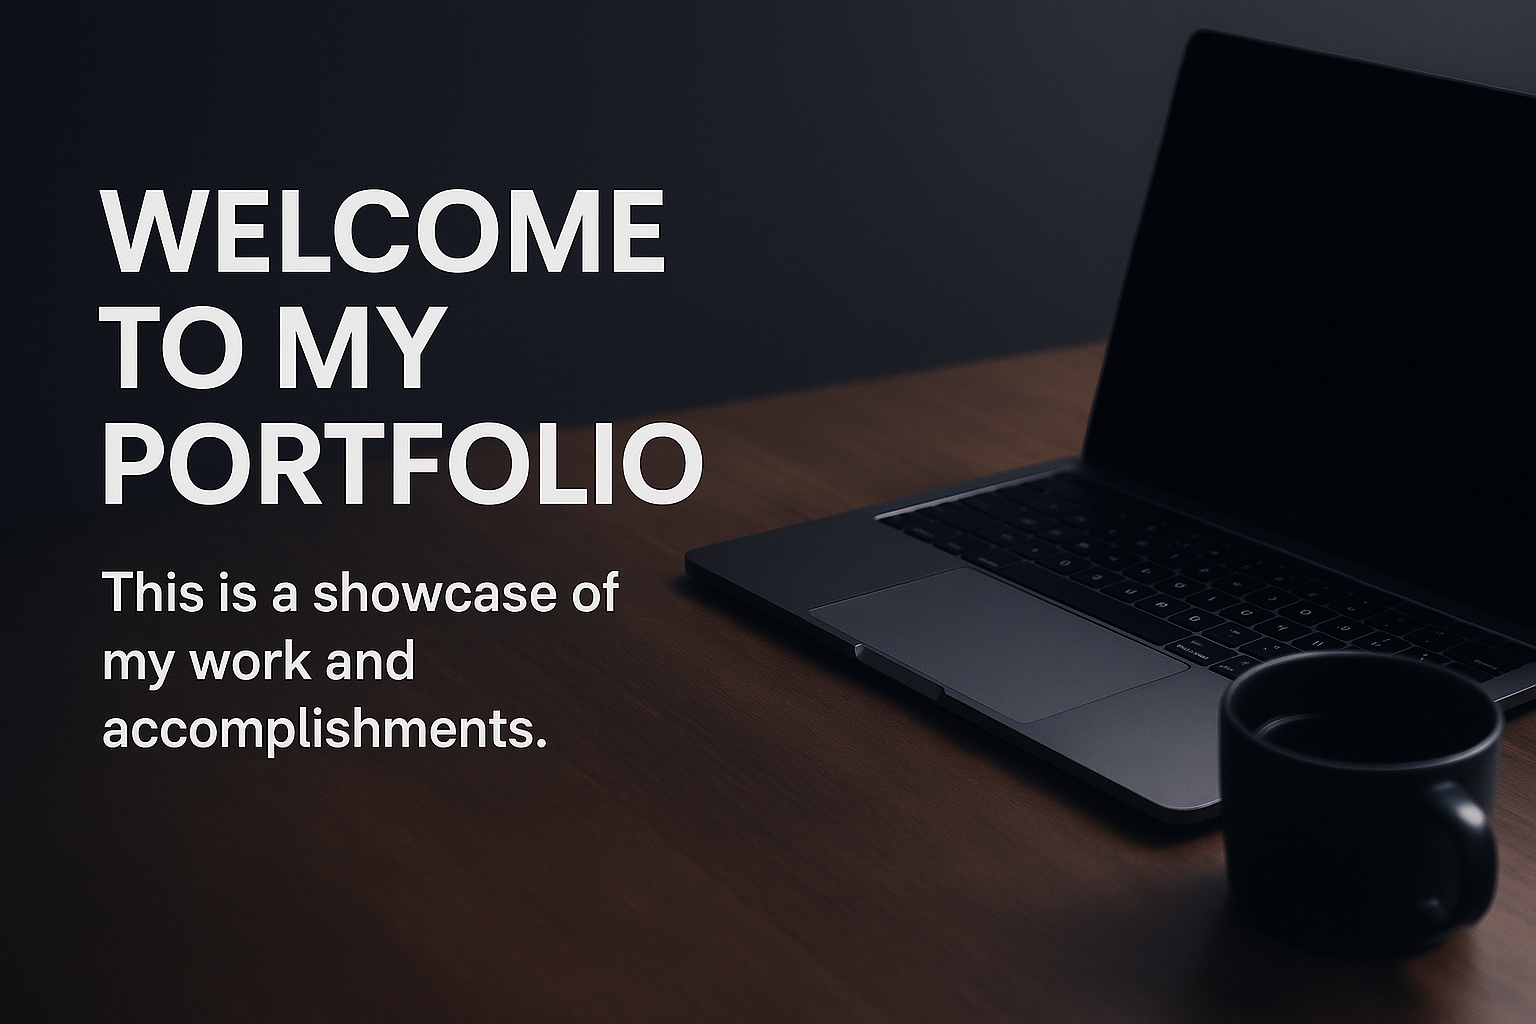 WELCOME
TO MY
PORTFOLIO
This is a showcase of
my work and
accomplishments.